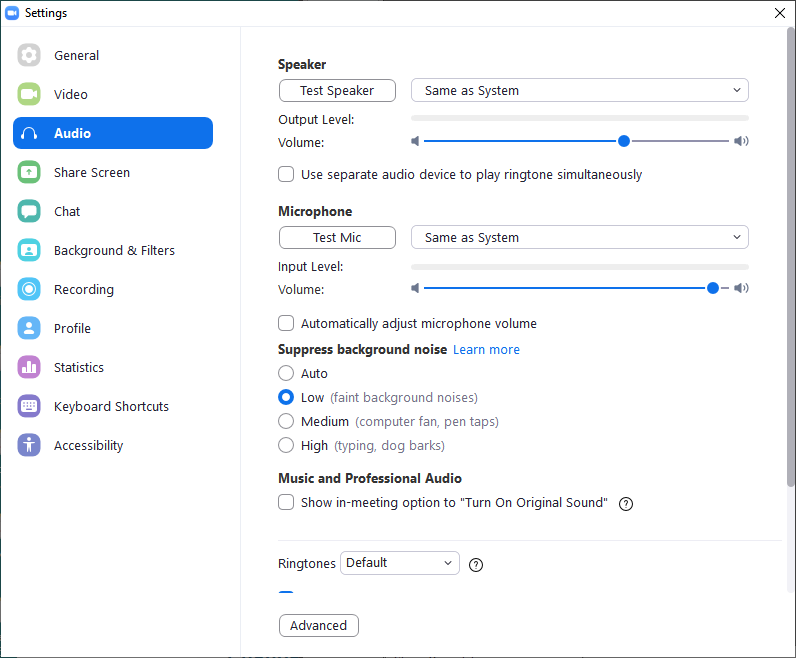 Settings
General
Video
Audio
Share Screen
Chat
Background & Filters
Recording
Profile
Statistics
Keyboard Shortcuts
Accessibility
Speaker
Test Speaker
Same as System
Output Level:
Volume:
Use separate audio device to play ringtone simultaneously
Microphone
Test Mic
Same as System
Input Level:
Volume:
Automatically adjust microphone volume
Suppress background noise Learn more
Auto
Low (faint background noises)
Medium (computer fan, pen taps)
High (typing, dog barks)
Music and Professional Audio
Show in-meeting option to "Turn On Original Sound" ?
Ringtones Default ?
Advanced